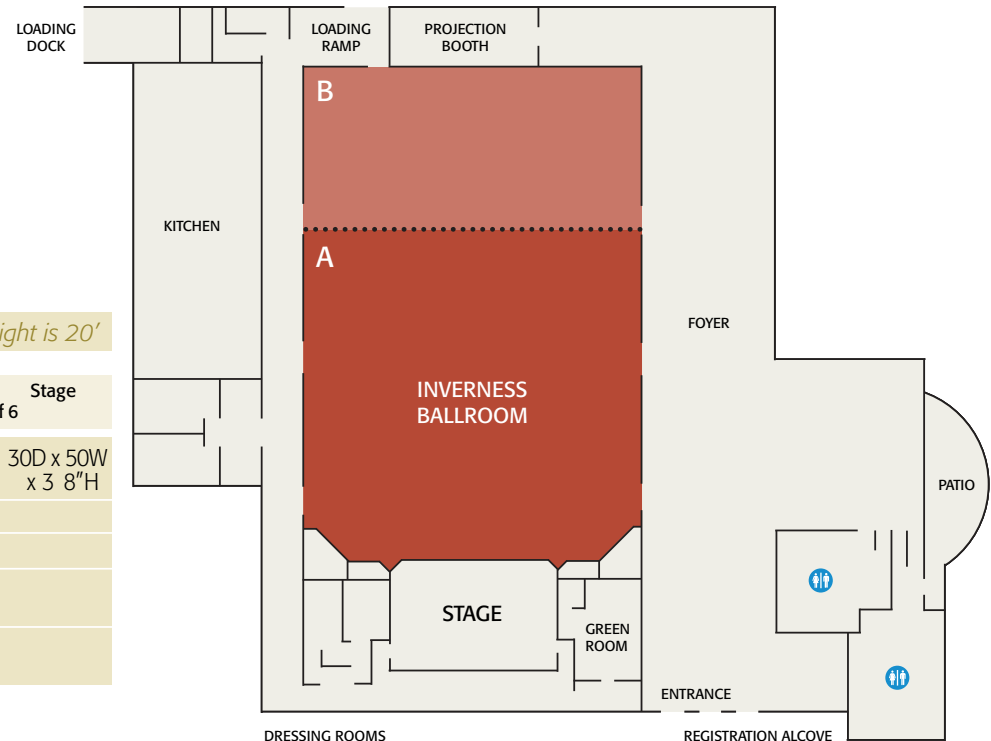 LOADING
DOCK
LOADING
RAMP
PROJECTION
BOOTH
B
KITCHEN
A
FOYER
ight is 20′
Stage
f 6
INVERNESS
BALLROOM
30D x 50W
x 3 8″H
PATIO
STAGE
GREEN
ROOM
ENTRANCE
DRESSING ROOMS
REGISTRATION ALCOVE